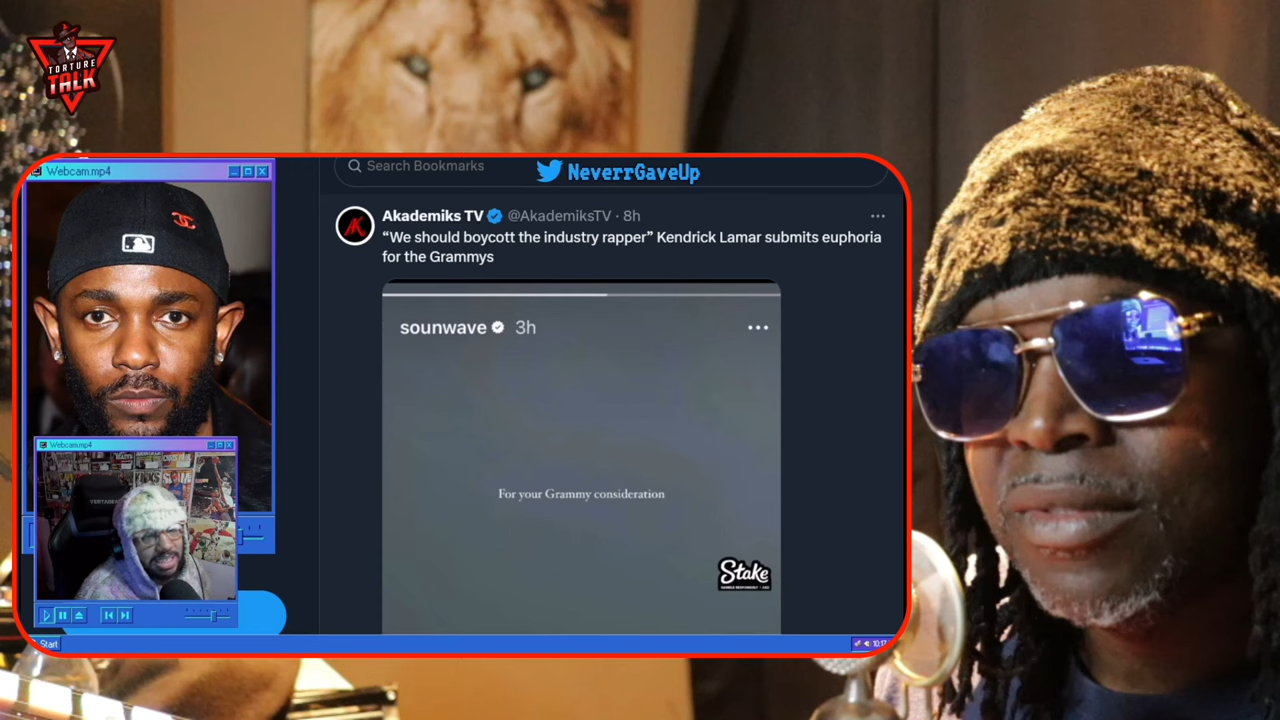 TORTURE
TALK
Webcam.mp4
Search Bookmarks
NeverrGaveUp
Akademiks TV @AkademiksTV · 8h
“We should boycott the industry rapper” Kendrick Lamar submits euphoria
for the Grammys
sounwave 3h
For your Grammy consideration
Stake
Webcam.mp4
Start